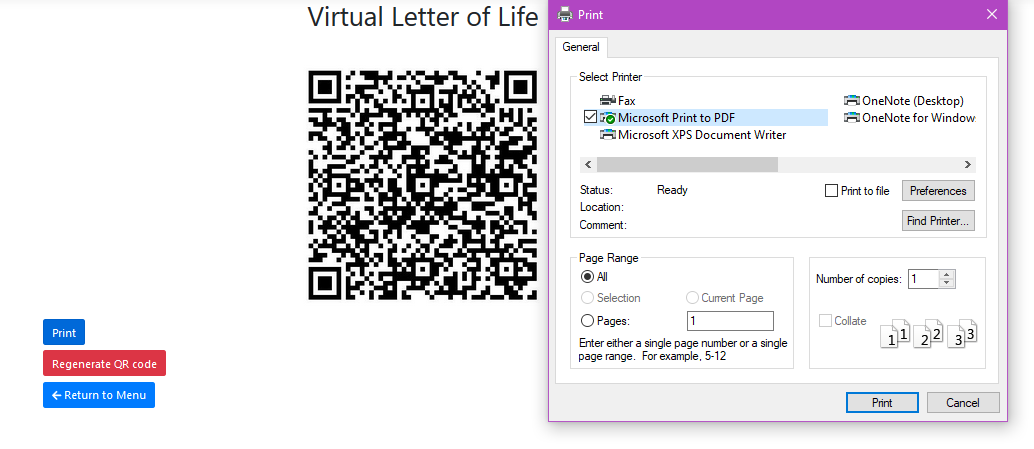 Virtual Letter of Life
Print
Regenerate QR code
Return to Menu
Print
General
Select Printer
Fax
Microsoft Print to PDF
Microsoft XPS Document Writer
OneNote (Desktop)
OneNote for Window
Status: Ready
Location:
Comment:
Print to file
Preferences
Find Printer...
Page Range
All
Selection Current Page
Pages: 1
Enter either a single page number or a single
page range. For example, 5-12
Number of copies: 1
Collate
1 1 2 2 3 3
Print Cancel